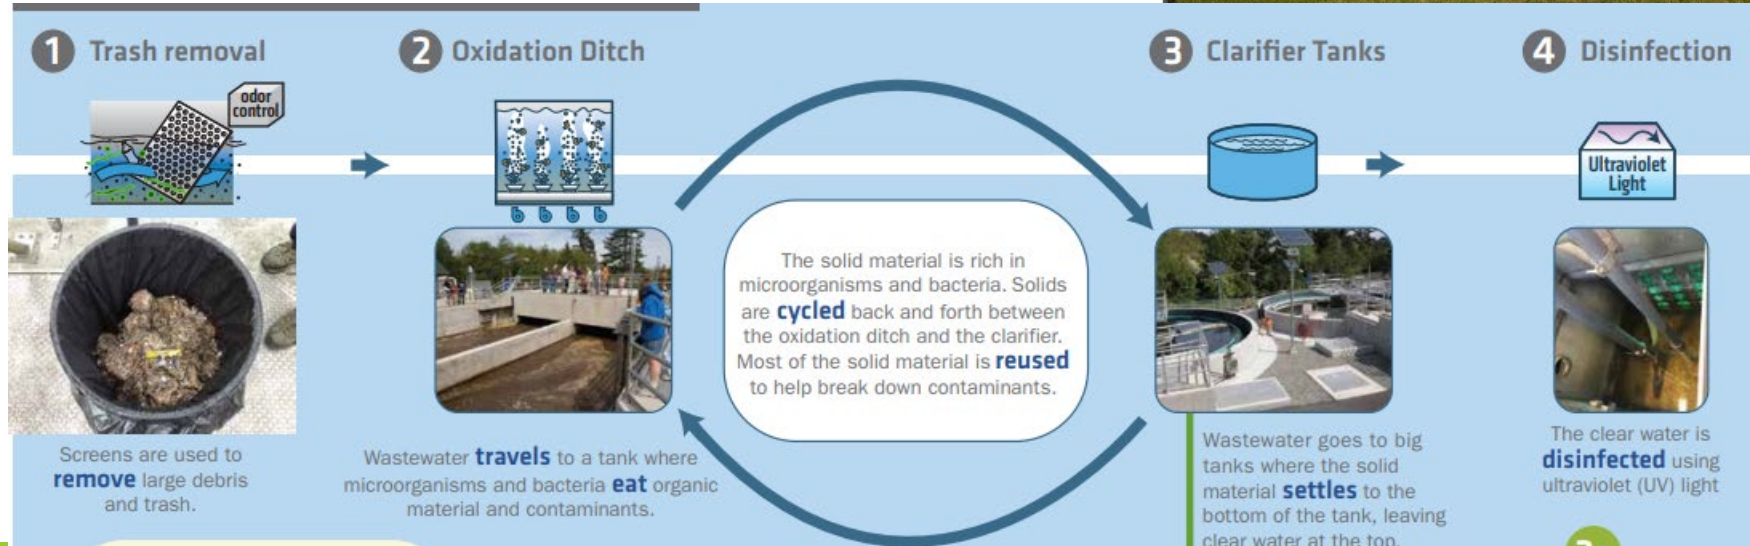 1 Trash removal
odor
control
Screens are used to
remove large debris
and trash.
2 Oxidation Ditch
Wastewater travels to a tank where
microorganisms and bacteria eat organic
material and contaminants.
The solid material is rich in
microorganisms and bacteria. Solids
are cycled back and forth between
the oxidation ditch and the clarifier.
Most of the solid material is reused
to help break down contaminants.
3 Clarifier Tanks
Wastewater goes to big
tanks where the solid
material settles to the
bottom of the tank, leaving
clear water at the top.
4 Disinfection
Ultraviolet
Light
The clear water is
disinfected using
ultraviolet (UV) light